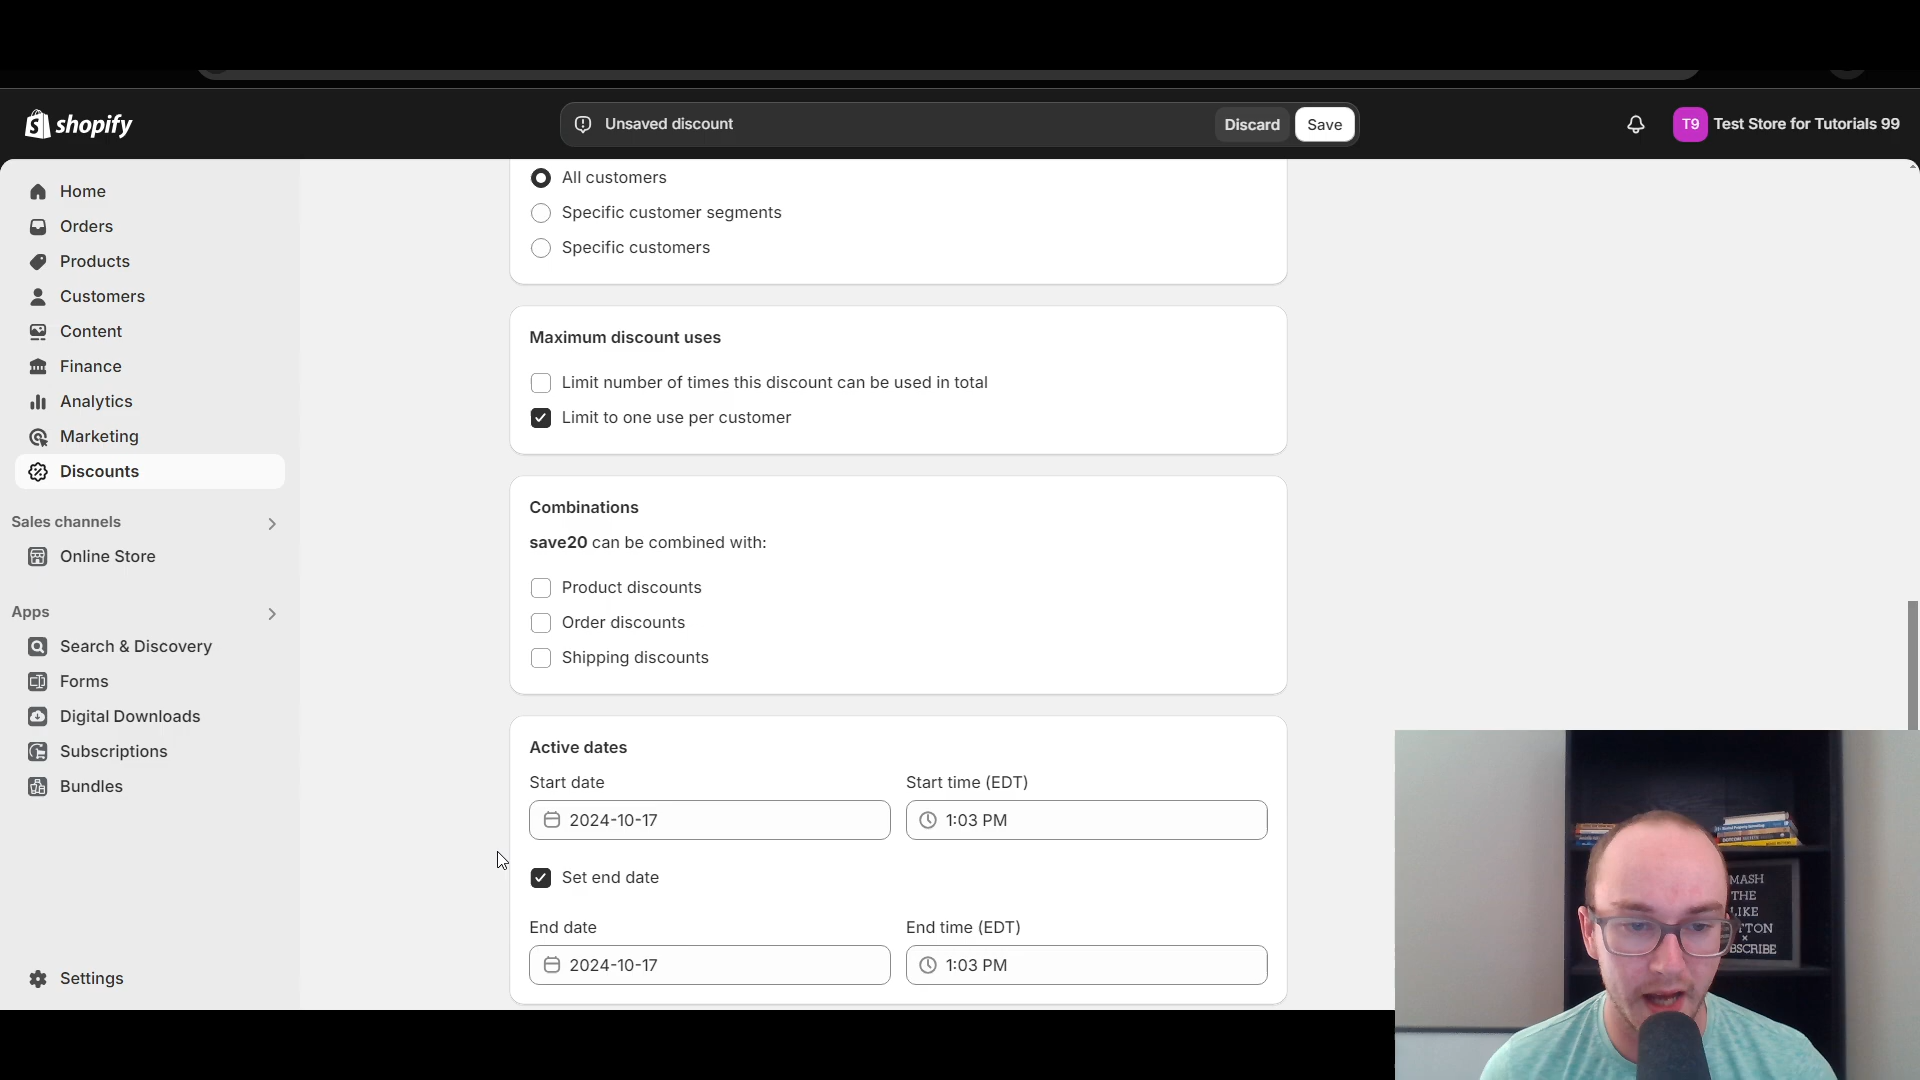 shopify
Unsaved discount
Discard
Save
T9
Test Store for Tutorials 99
Home
Orders
Products
Customers
Content
Finance
Analytics
Marketing
Discounts
Sales channels
Online Store
Apps
Search & Discovery
Forms
Digital Downloads
Subscriptions
Bundles
Settings
All customers
Specific customer segments
Specific customers
Maximum discount uses
Limit number of times this discount can be used in total
Limit to one use per customer
Combinations
save20 can be combined with:
Product discounts
Order discounts
Shipping discounts
Active dates
Start date
Start time (EDT)
2024-10-17
1:03 PM
Set end date
End date
End time (EDT)
2024-10-17
1:03 PM
MASH
THE
LIKE
TTON
×
BSCRIBE